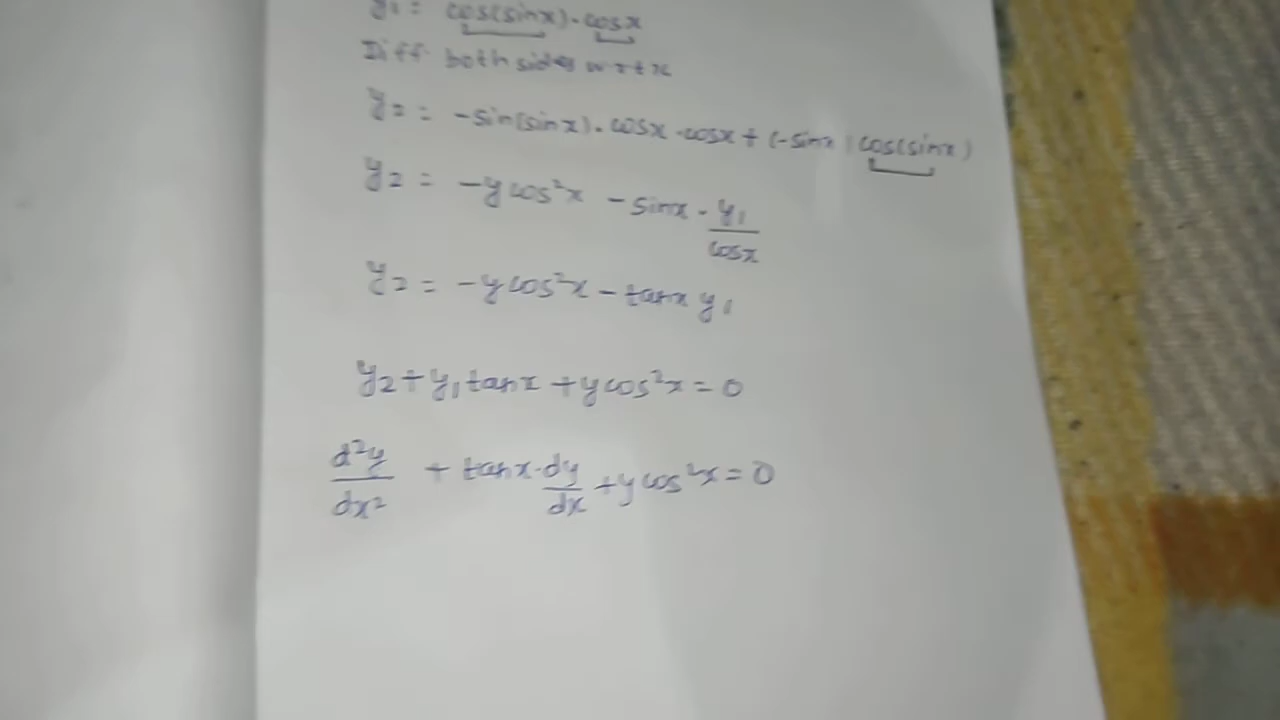 y₁ = cos(sinx)·cosx
Diff both sides w r t x
y₂ = -sin(sinx)·cosx·cosx + (-sinx) cos(sinx)
y₂ = -y cos²x - sinx · y₁/cosx
y₂ = -y cos²x - tanx y₁
y₂ + y₁ tanx + y cos²x = 0
d²y/dx² + tanx·dy/dx + y cos²x = 0